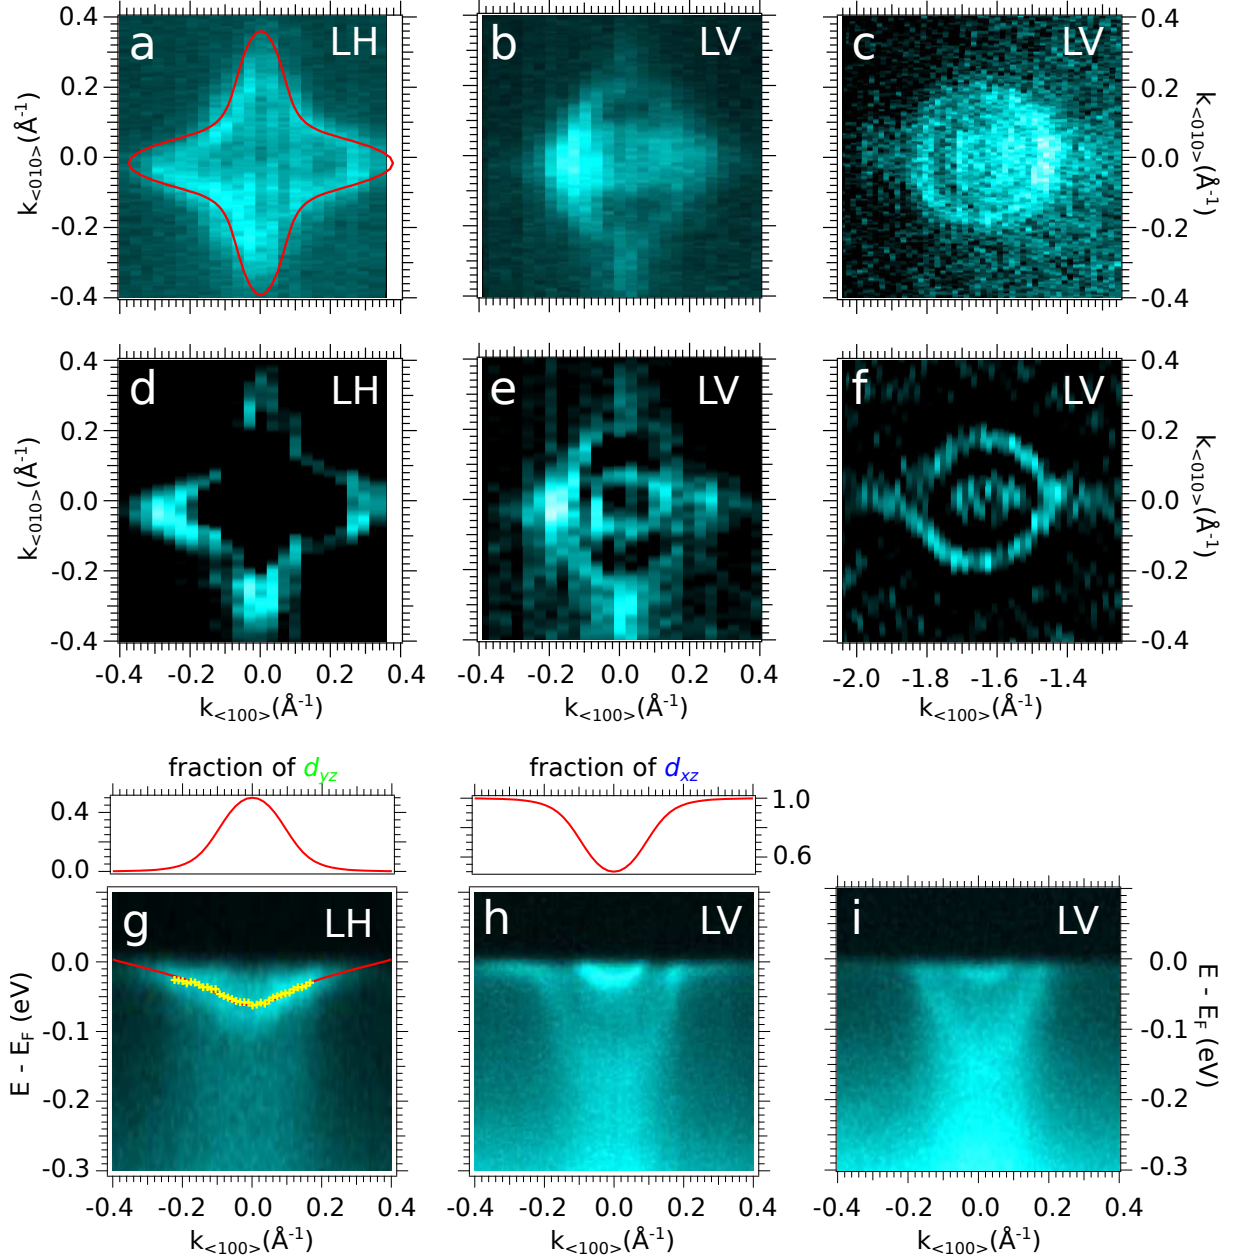 a LH
b LV
c LV
0.4
0.2
0.0
-0.2
-0.4
k<010>(Å-1)
0.4
0.2
0.0
-0.2
-0.4
k<010>(Å-1)
d LH
e LV
f LV
0.4
0.2
0.0
-0.2
-0.4
k<010>(Å-1)
0.4
0.2
0.0
-0.2
-0.4
k<010>(Å-1)
-0.4 -0.2 0.0 0.2 0.4
k<100>(Å-1)
-0.4 -0.2 0.0 0.2 0.4
k<100>(Å-1)
-2.0 -1.8 -1.6 -1.4
k<100>(Å-1)
fraction of dyz
0.4
0.0
fraction of dxz
1.0
0.6
g LH
h LV
i LV
0.0
-0.1
-0.2
-0.3
E - EF (eV)
0.0
-0.1
-0.2
-0.3
E - EF (eV)
-0.4 -0.2 0.0 0.2 0.4
k<100>(Å-1)
-0.4 -0.2 0.0 0.2 0.4
k<100>(Å-1)
-0.4 -0.2 0.0 0.2 0.4
k<100>(Å-1)